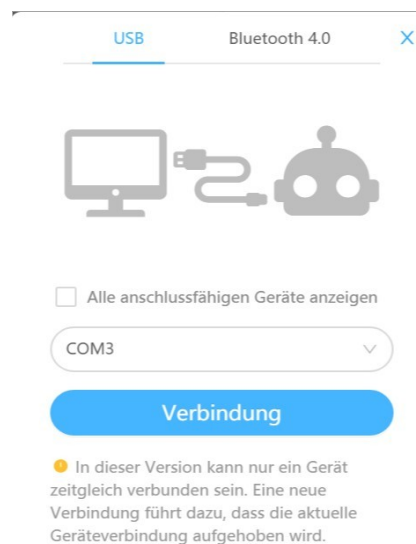 USB Bluetooth 4.0
Alle anschlussfähigen Geräte anzeigen
COM3
Verbindung
In dieser Version kann nur ein Gerät
zeitgleich verbunden sein. Eine neue
Verbindung führt dazu, dass die aktuelle
Geräteverbindung aufgehoben wird.